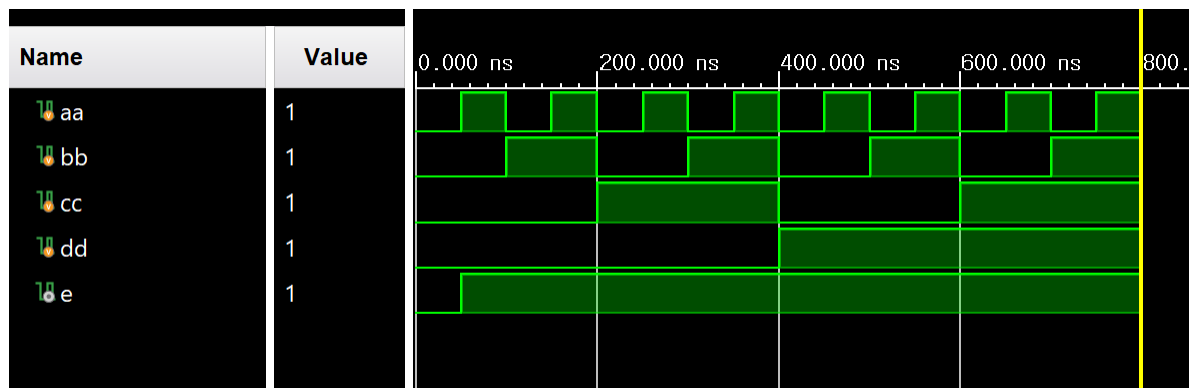 Name Value
0.000 ns 200.000 ns 400.000 ns 600.000 ns 800.
aa 1
bb 1
cc 1
dd 1
e 1